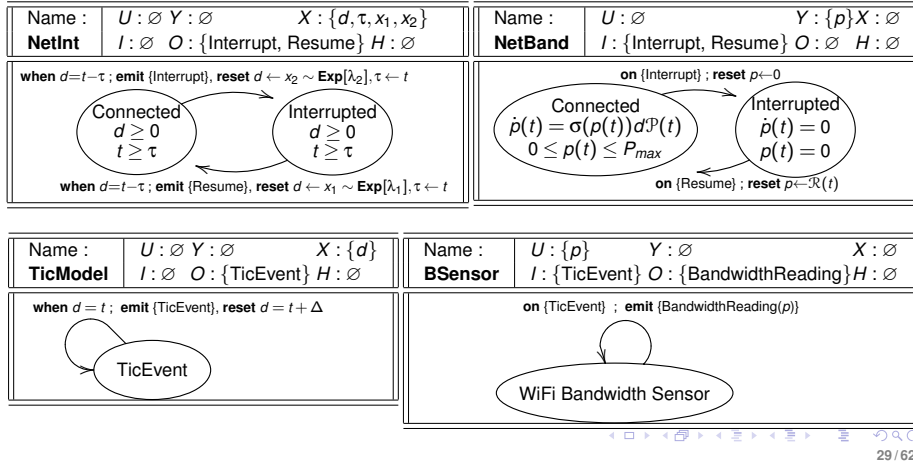 Name : U : ∅ Y : ∅ X : {d, τ, x₁, x₂}
NetInt I : ∅ O : {Interrupt, Resume} H : ∅
when d=t−τ ; emit {Interrupt}, reset d ← x₂ ∼ Exp[λ₂],τ ← t
Connected
d ≥ 0
t ≥ τ
Interrupted
d ≥ 0
t ≥ τ
when d=t−τ ; emit {Resume}, reset d ← x₁ ∼ Exp[λ₁],τ ← t
Name : U : ∅ Y : {p} X : ∅
NetBand I : {Interrupt, Resume} O : ∅ H : ∅
on {Interrupt} ; reset p←0
Connected
ṗ(t) = σ(p(t))d𝒫(t)
0 ≤ p(t) ≤ Pmax
Interrupted
ṗ(t) = 0
p(t) = 0
on {Resume} ; reset p←ℛ(t)
Name : U : ∅ Y : ∅ X : {d}
TicModel I : ∅ O : {TicEvent} H : ∅
when d = t ; emit {TicEvent}, reset d = t + Δ
TicEvent
Name : U : {p} Y : ∅ X : ∅
BSensor I : {TicEvent} O : {BandwidthReading} H : ∅
on {TicEvent} ; emit {BandwidthReading(p)}
WiFi Bandwidth Sensor
29 / 62